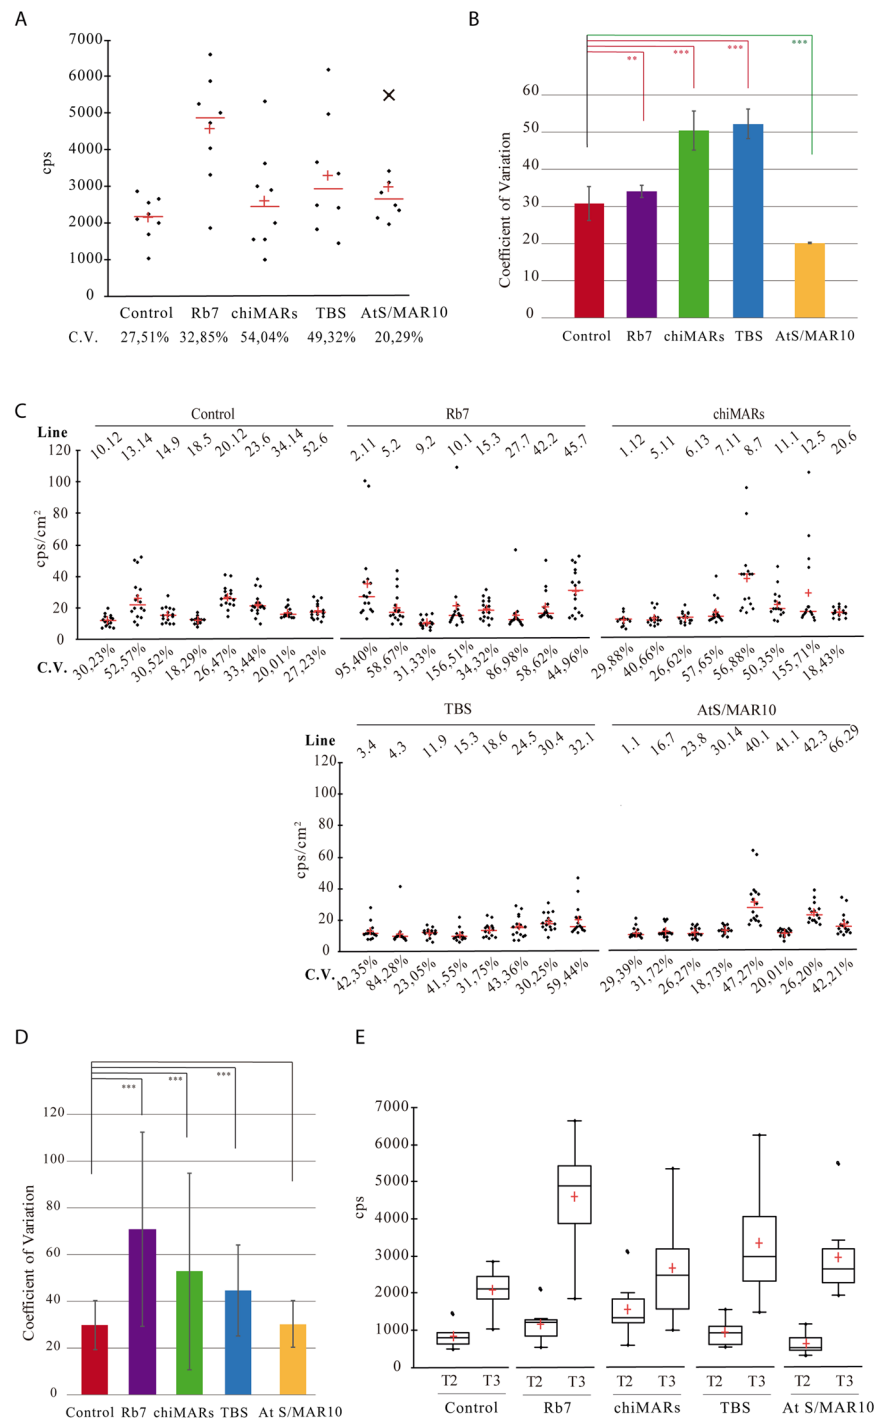 A
7000
6000
5000
4000
3000
2000
1000
0
cps
Control Rb7 chiMARs TBS AtS/MAR10
C.V. 27,51% 32,85% 54,04% 49,32% 20,29%
B
** *** *** ***
60
50
40
30
20
10
0
Coefficient of Variation
Control Rb7 chiMARs TBS AtS/MAR10
C
Control Rb7 chiMARs
Line
10.12 13.14 14.9 18.5 20.12 23.6 34.14 52.6
2.11 5.2 9.2 10.1 15.3 27.7 42.2 45.7
1.12 5.11 6.13 7.11 8.7 11.1 12.5 20.6
120
100
80
60
40
20
0
cps/cm²
C.V.
30,23% 52,57% 30,52% 18,29% 26,47% 33,44% 20,01% 27,23%
95,40% 58,67% 31,33% 156,51% 34,32% 86,98% 58,62% 44,96%
29,88% 40,66% 26,62% 57,65% 56,88% 50,35% 155,71% 18,43%
TBS AtS/MAR10
Line
3.4 4.3 11.9 15.3 18.6 24.5 30.4 32.1
1.1 16.7 23.8 30.14 40.1 41.1 42.3 66.29
120
100
80
60
40
20
0
cps/cm²
C.V.
42,35% 84,28% 23,05% 41,55% 31,75% 43,36% 30,25% 59,44%
29,39% 31,72% 26,27% 18,73% 47,27% 20,01% 26,20% 42,21%
D
*** *** ***
120
100
80
60
40
20
0
Coefficient of Variation
Control Rb7 chiMARs TBS At S/MAR10
E
7000
6000
5000
4000
3000
2000
1000
0
cps
T2 T3 T2 T3 T2 T3 T2 T3 T2 T3
Control Rb7 chiMARs TBS At S/MAR10